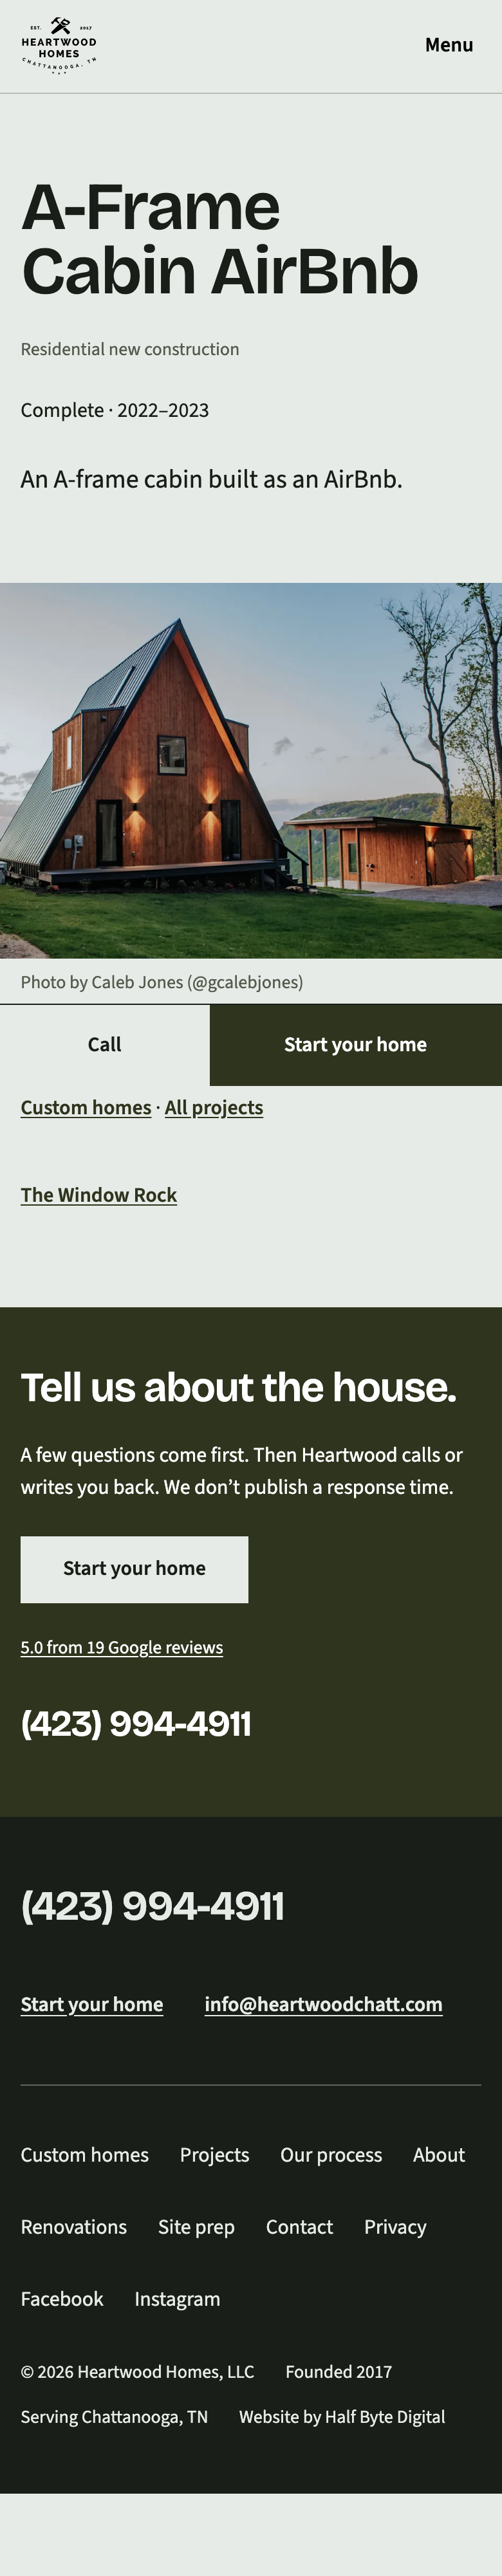 EST. 2017
HEARTWOOD
HOMES
CHATTANOOGA, TN
Menu
A-Frame
Cabin AirBnb
Residential new construction
Complete · 2022–2023
An A-frame cabin built as an AirBnb.
Photo by Caleb Jones (@gcalebjones)
Call
Start your home
Custom homes · All projects
The Window Rock
Tell us about the house.
A few questions come first. Then Heartwood calls or
writes you back. We don’t publish a response time.
Start your home
5.0 from 19 Google reviews
(423) 994-4911
(423) 994-4911
Start your home info@heartwoodchatt.com
Custom homes Projects Our process About
Renovations Site prep Contact Privacy
Facebook Instagram
© 2026 Heartwood Homes, LLC Founded 2017
Serving Chattanooga, TN Website by Half Byte Digital